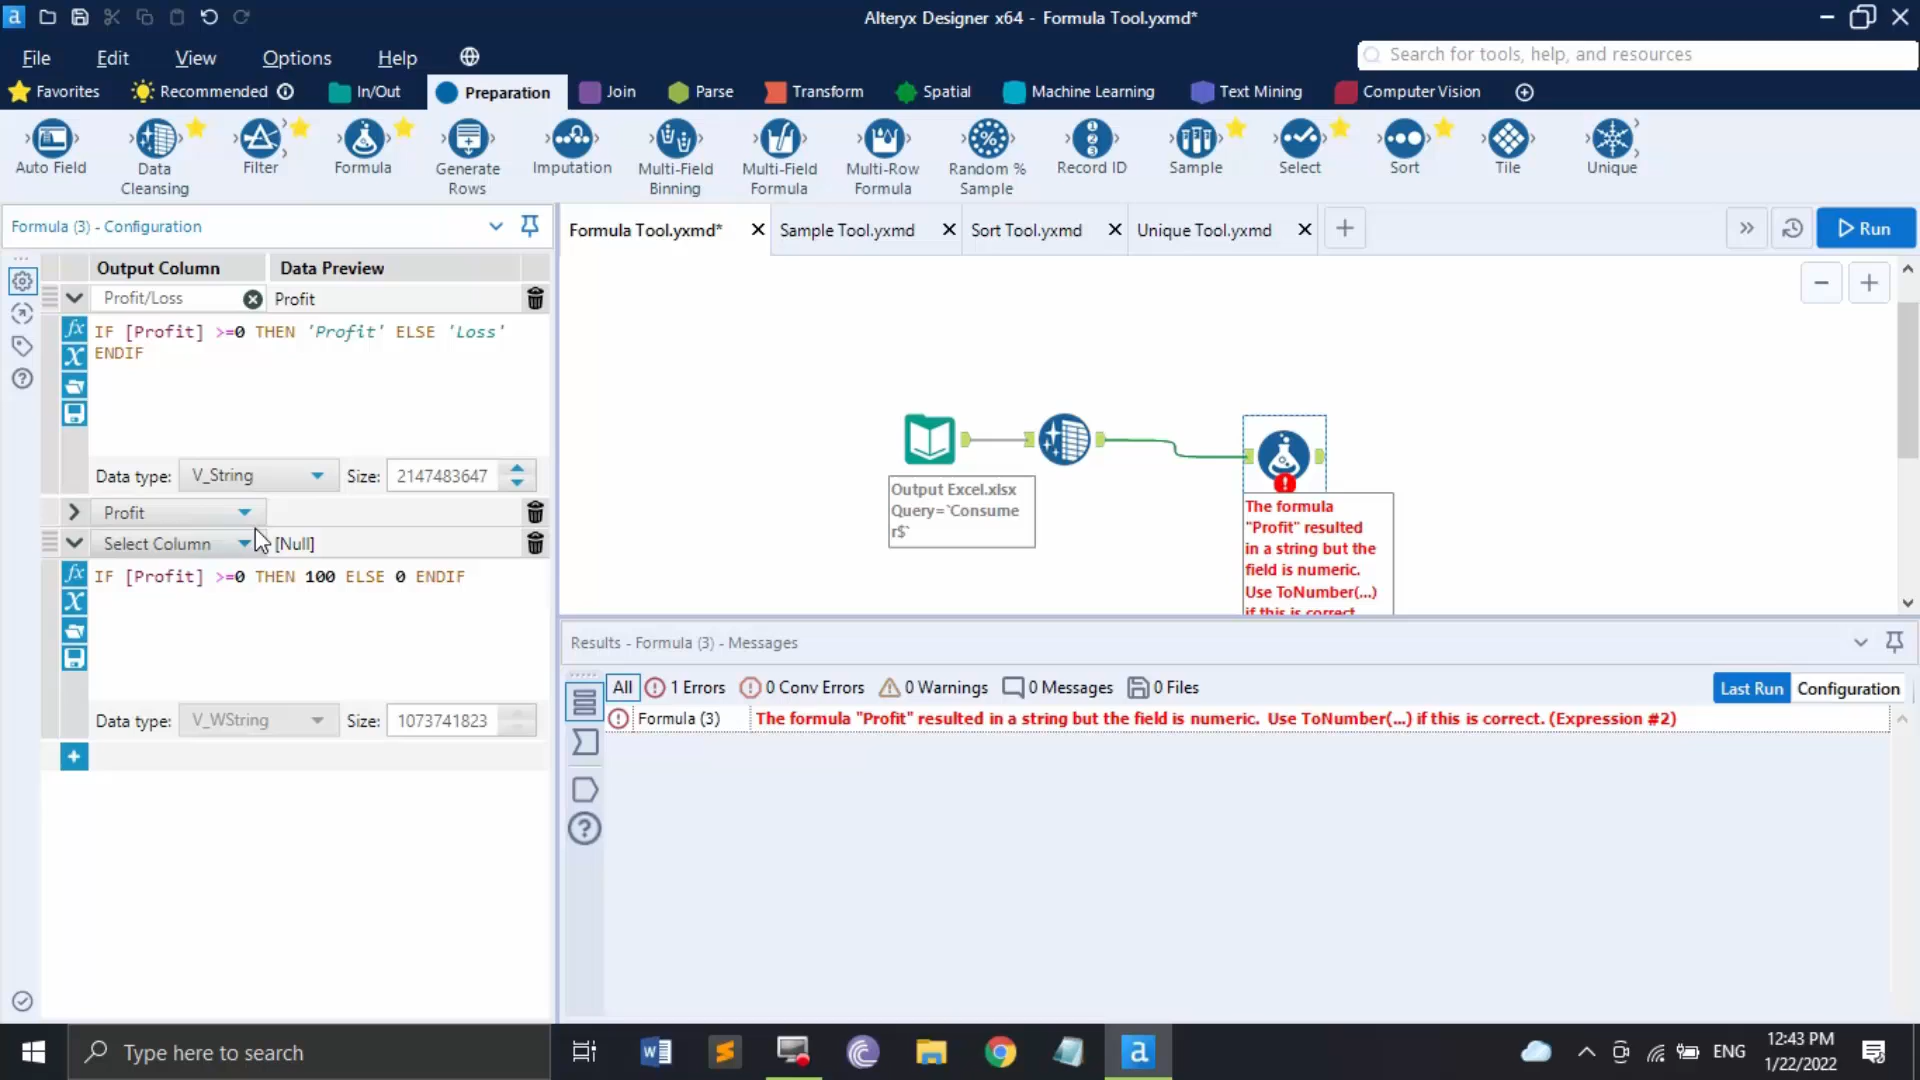 Alteryx Designer x64 - Formula Tool.yxmd*
File Edit View Options Help
Search for tools, help, and resources
Favorites Recommended In/Out Preparation Join Parse Transform Spatial Machine Learning Text Mining Computer Vision
Auto Field Data Cleansing Filter Formula Generate Rows Imputation Multi-Field Binning Multi-Field Formula Multi-Row Formula Random % Sample Record ID Sample Select Sort Tile Unique
Formula (3) - Configuration
Formula Tool.yxmd* Sample Tool.yxmd Sort Tool.yxmd Unique Tool.yxmd
Run
Output Column Data Preview
Profit/Loss Profit
IF [Profit] >=0 THEN 'Profit' ELSE 'Loss'
ENDIF
Data type: V_String Size: 2147483647
Profit
Select Column [Null]
IF [Profit] >=0 THEN 100 ELSE 0 ENDIF
Data type: V_WString Size: 1073741823
Output Excel.xlsx
Query=`Consume
r$`
The formula
"Profit" resulted
in a string but the
field is numeric.
Use ToNumber(...)
if this is correct.
Results - Formula (3) - Messages
All 1 Errors 0 Conv Errors 0 Warnings 0 Messages 0 Files
Last Run Configuration
Formula (3) The formula "Profit" resulted in a string but the field is numeric. Use ToNumber(...) if this is correct. (Expression #2)
Type here to search
ENG
12:43 PM
1/22/2022